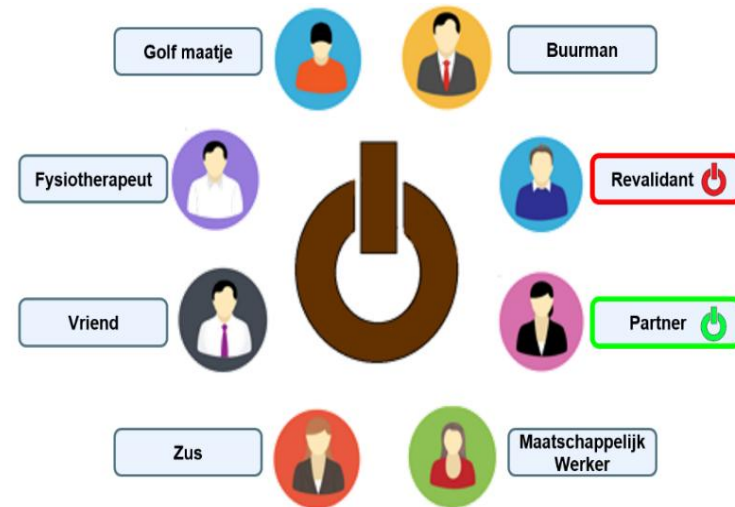 Golf maatje
Buurman
Fysiotherapeut
Revalidant
Vriend
Partner
Zus
Maatschappelijk
Werker